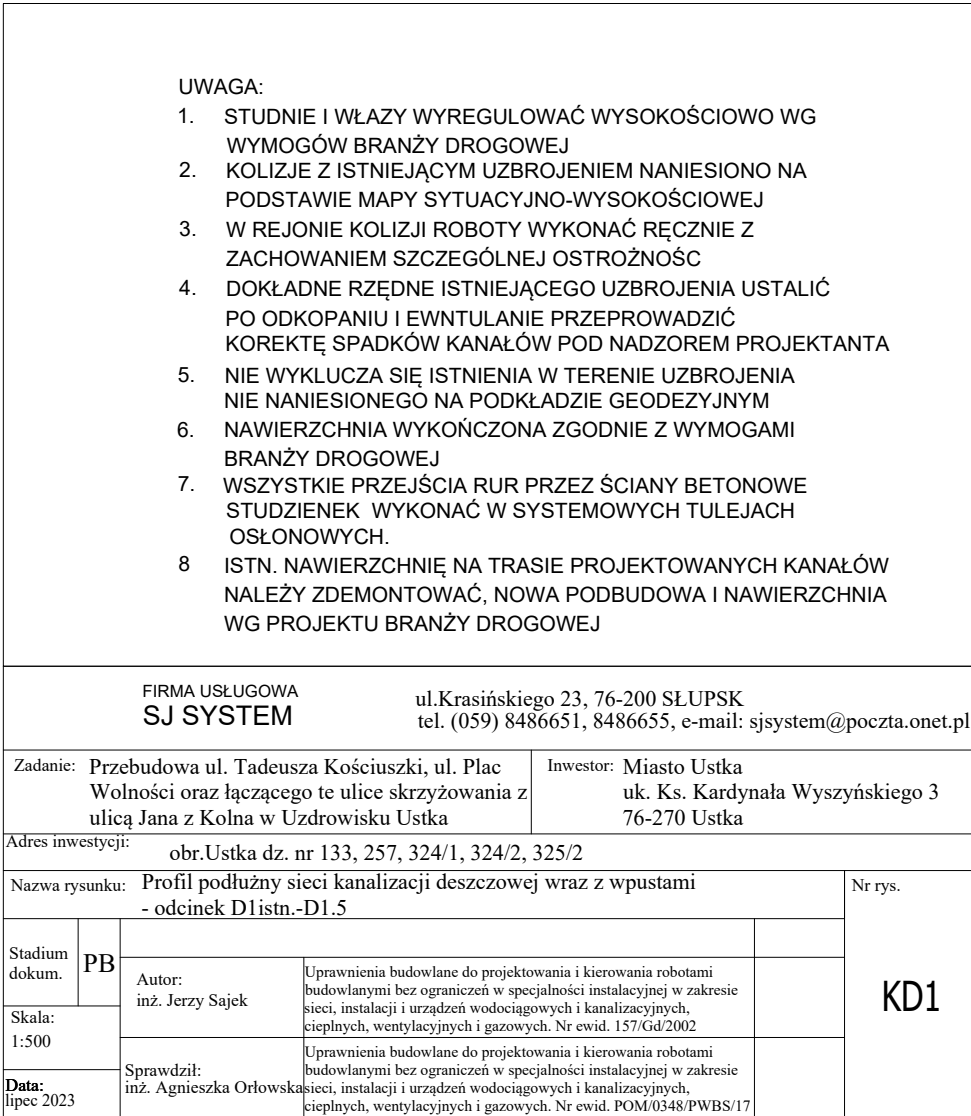 UWAGA:
1. STUDNIE I WŁAZY WYREGULOWAĆ WYSOKOŚCIOWO WG
WYMOGÓW BRANŻY DROGOWEJ
2. KOLIZJE Z ISTNIEJĄCYM UZBROJENIEM NANIESIONO NA
PODSTAWIE MAPY SYTUACYJNO-WYSOKOŚCIOWEJ
3. W REJONIE KOLIZJI ROBOTY WYKONAĆ RĘCZNIE Z
ZACHOWANIEM SZCZEGÓLNEJ OSTROŻNOŚC
4. DOKŁADNE RZĘDNE ISTNIEJĄCEGO UZBROJENIA USTALIĆ
PO ODKOPANIU I EWNTULANIE PRZEPROWADZIĆ
KOREKTĘ SPADKÓW KANAŁÓW POD NADZOREM PROJEKTANTA
5. NIE WYKLUCZA SIĘ ISTNIENIA W TERENIE UZBROJENIA
NIE NANIESIONEGO NA PODKŁADZIE GEODEZYJNYM
6. NAWIERZCHNIA WYKOŃCZONA ZGODNIE Z WYMOGAMI
BRANŻY DROGOWEJ
7. WSZYSTKIE PRZEJŚCIA RUR PRZEZ ŚCIANY BETONOWE
STUDZIENEK WYKONAĆ W SYSTEMOWYCH TULEJACH
OSŁONOWYCH.
8 ISTN. NAWIERZCHNIĘ NA TRASIE PROJEKTOWANYCH KANAŁÓW
NALEŻY ZDEMONTOWAĆ, NOWA PODBUDOWA I NAWIERZCHNIA
WG PROJEKTU BRANŻY DROGOWEJ
FIRMA USŁUGOWA
SJ SYSTEM
ul.Krasińskiego 23, 76-200 SŁUPSK
tel. (059) 8486651, 8486655, e-mail: sjsystem@poczta.onet.pl
Zadanie: Przebudowa ul. Tadeusza Kościuszki, ul. Plac
Wolności oraz łączącego te ulice skrzyżowania z
ulicą Jana z Kolna w Uzdrowisku Ustka
Inwestor: Miasto Ustka
uk. Ks. Kardynała Wyszyńskiego 3
76-270 Ustka
Adres inwestycji: obr.Ustka dz. nr 133, 257, 324/1, 324/2, 325/2
Nazwa rysunku: Profil podłużny sieci kanalizacji deszczowej wraz z wpustami
- odcinek D1istn.-D1.5
Nr rys.
KD1
Stadium
dokum.
PB
Skala:
1:500
Data:
lipec 2023
Autor:
inż. Jerzy Sajek
Uprawnienia budowlane do projektowania i kierowania robotami
budowlanymi bez ograniczeń w specjalności instalacyjnej w zakresie
sieci, instalacji i urządzeń wodociągowych i kanalizacyjnych,
cieplnych, wentylacyjnych i gazowych. Nr ewid. 157/Gd/2002
Sprawdził:
inż. Agnieszka Orłowska
Uprawnienia budowlane do projektowania i kierowania robotami
budowlanymi bez ograniczeń w specjalności instalacyjnej w zakresie
sieci, instalacji i urządzeń wodociągowych i kanalizacyjnych,
cieplnych, wentylacyjnych i gazowych. Nr ewid. POM/0348/PWBS/17